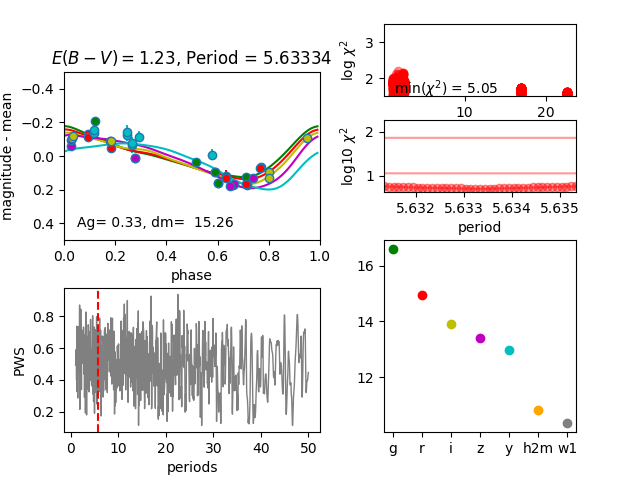 E(B − V) = 1.23, Period = 5.63334
magnitude - mean
−0.4
−0.2
0.0
0.2
0.4
Ag= 0.33, dm=  15.26
0.0 0.2 0.4 0.6 0.8 1.0
phase
log χ²
3
2
min(χ²) = 5.05
10 20
log10 χ²
2
1
5.632 5.633 5.634 5.635
period
PWS
0.8
0.6
0.4
0.2
0 10 20 30 40 50
periods
16
14
12
g r i z y h2m w1